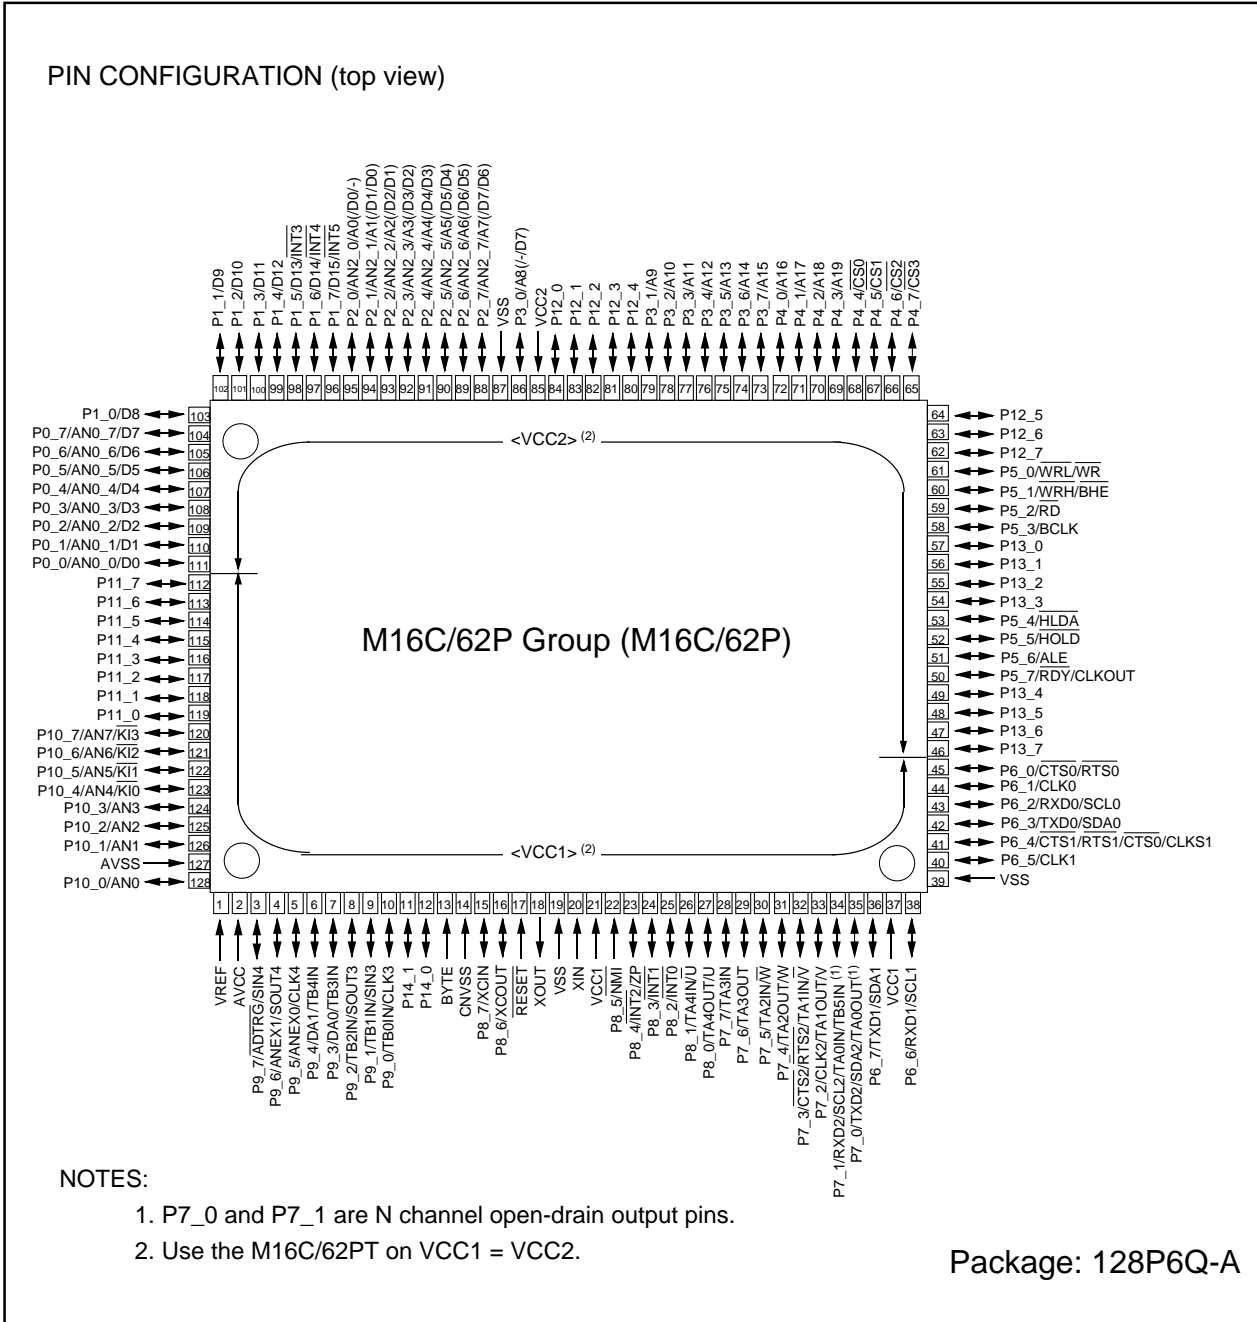 PIN CONFIGURATION (top view)
P1_1/D9
P1_2/D10
P1_3/D11
P1_4/D12
P1_5/D13/INT3
P1_6/D14/INT4
P1_7/D15/INT5
P2_0/AN2_0/A0(/D0/-)
P2_1/AN2_1/A1(/D1/D0)
P2_2/AN2_2/A2(/D2/D1)
P2_3/AN2_3/A3(/D3/D2)
P2_4/AN2_4/A4(/D4/D3)
P2_5/AN2_5/A5(/D5/D4)
P2_6/AN2_6/A6(/D6/D5)
P2_7/AN2_7/A7(/D7/D6)
VSS
P3_0/A8(/-/D7)
VCC2
P12_0
P12_1
P12_2
P12_3
P12_4
P3_1/A9
P3_2/A10
P3_3/A11
P3_4/A12
P3_5/A13
P3_6/A14
P3_7/A15
P4_0/A16
P4_1/A17
P4_2/A18
P4_3/A19
P4_4/CS0
P4_5/CS1
P4_6/CS2
P4_7/CS3
102 101 100 99 98 97 96 95 94 93 92 91 90 89 88 87 86 85 84 83 82 81 80 79 78 77 76 75 74 73 72 71 70 69 68 67 66 65
P1_0/D8 103
P0_7/AN0_7/D7 104
P0_6/AN0_6/D6 105
P0_5/AN0_5/D5 106
P0_4/AN0_4/D4 107
P0_3/AN0_3/D3 108
P0_2/AN0_2/D2 109
P0_1/AN0_1/D1 110
P0_0/AN0_0/D0 111
P11_7 112
P11_6 113
P11_5 114
P11_4 115
P11_3 116
P11_2 117
P11_1 118
P11_0 119
P10_7/AN7/KI3 120
P10_6/AN6/KI2 121
P10_5/AN5/KI1 122
P10_4/AN4/KI0 123
P10_3/AN3 124
P10_2/AN2 125
P10_1/AN1 126
AVSS 127
P10_0/AN0 128
<VCC2> (2)
M16C/62P Group (M16C/62P)
<VCC1> (2)
64 P12_5
63 P12_6
62 P12_7
61 P5_0/WRL/WR
60 P5_1/WRH/BHE
59 P5_2/RD
58 P5_3/BCLK
57 P13_0
56 P13_1
55 P13_2
54 P13_3
53 P5_4/HLDA
52 P5_5/HOLD
51 P5_6/ALE
50 P5_7/RDY/CLKOUT
49 P13_4
48 P13_5
47 P13_6
46 P13_7
45 P6_0/CTS0/RTS0
44 P6_1/CLK0
43 P6_2/RXD0/SCL0
42 P6_3/TXD0/SDA0
41 P6_4/CTS1/RTS1/CTS0/CLKS1
40 P6_5/CLK1
39 VSS
1 2 3 4 5 6 7 8 9 10 11 12 13 14 15 16 17 18 19 20 21 22 23 24 25 26 27 28 29 30 31 32 33 34 35 36 37 38
VREF
AVCC
P9_7/ADTRG/SIN4
P9_6/ANEX1/SOUT4
P9_5/ANEX0/CLK4
P9_4/DA1/TB4IN
P9_3/DA0/TB3IN
P9_2/TB2IN/SOUT3
P9_1/TB1IN/SIN3
P9_0/TB0IN/CLK3
P14_1
P14_0
BYTE
CNVSS
P8_7/XCIN
P8_6/XCOUT
RESET
XOUT
VSS
XIN
VCC1
P8_5/NMI
P8_4/INT2/ZP
P8_3/INT1
P8_2/INT0
P8_1/TA4IN/U
P8_0/TA4OUT/U
P7_7/TA3IN
P7_6/TA3OUT
P7_5/TA2IN/W
P7_4/TA2OUT/W
P7_3/CTS2/RTS2/TA1IN/V
P7_2/CLK2/TA1OUT/V
P7_1/RXD2/SCL2/TA0IN/TB5IN (1)
P7_0/TXD2/SDA2/TA0OUT(1)
P6_7/TXD1/SDA1
VCC1
P6_6/RXD1/SCL1
NOTES:
1. P7_0 and P7_1 are N channel open-drain output pins.
2. Use the M16C/62PT on VCC1 = VCC2.
Package: 128P6Q-A